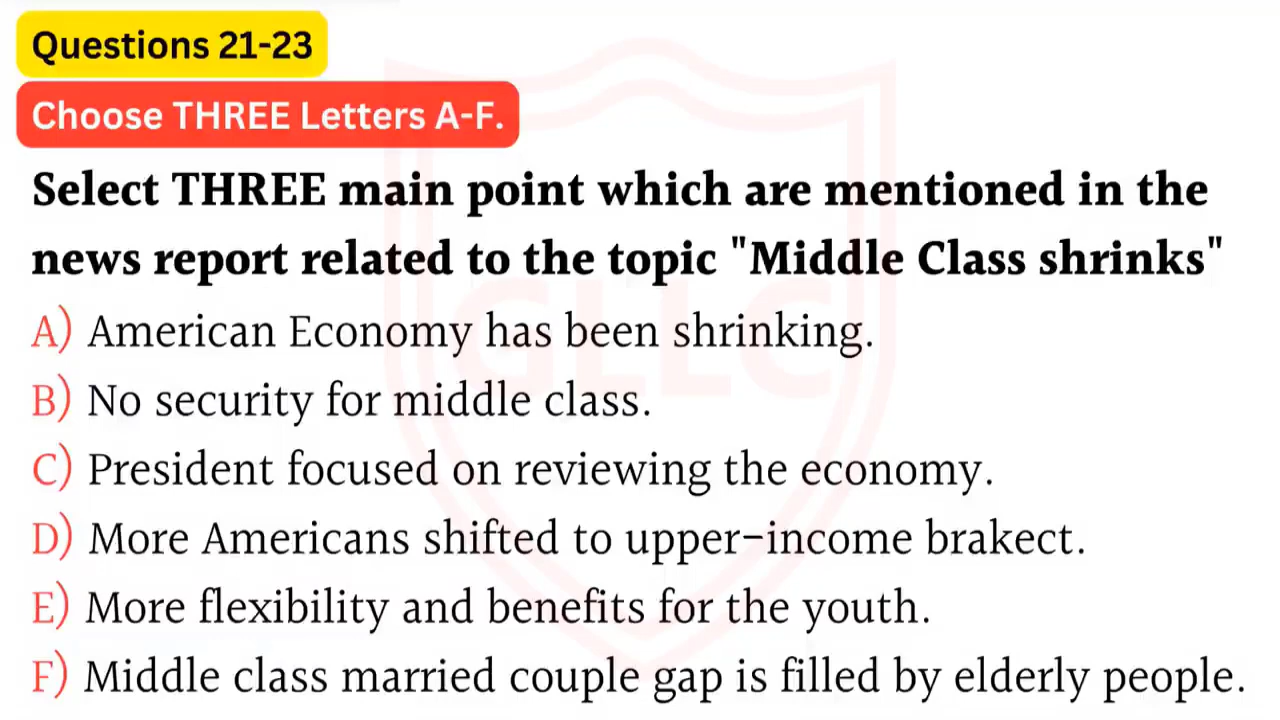 Questions 21-23
Choose THREE Letters A-F.
Select THREE main point which are mentioned in the
news report related to the topic "Middle Class shrinks"
A) American Economy has been shrinking.
B) No security for middle class.
C) President focused on reviewing the economy.
D) More Americans shifted to upper-income brakect.
E) More flexibility and benefits for the youth.
F) Middle class married couple gap is filled by elderly people.
GLLC